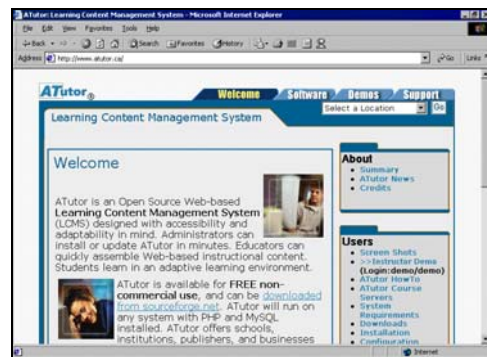 ATutor: Learning Content Management System - Microsoft Internet Explorer
File Edit View Favorites Tools Help
Back Search Favorites History
Address http://www.atutor.ca/ Go Links
ATutor® Welcome Software Demos Support
Select a Location Go
Learning Content Management System
Welcome
ATutor is an Open Source Web-based
Learning Content Management System
(LCMS) designed with accessibility and
adaptability in mind. Administrators can
install or update ATutor in minutes. Educators can
quickly assemble Web-based instructional content.
Students learn in an adaptive learning environment.
ATutor is available for FREE non-
commercial use, and can be downloaded
from sourceforge.net. ATutor will run on
any system with PHP and MySQL
installed. ATutor offers schools,
institutions, publishers, and businesses
About
Summary
ATutor News
Credits
Users
Screen Shots
>>Instructor Demo
(Login:demo/demo)
ATutor HowTo
ATutor Course
Servers
System
Requirements
Downloads
Installation
Configuration
Internet